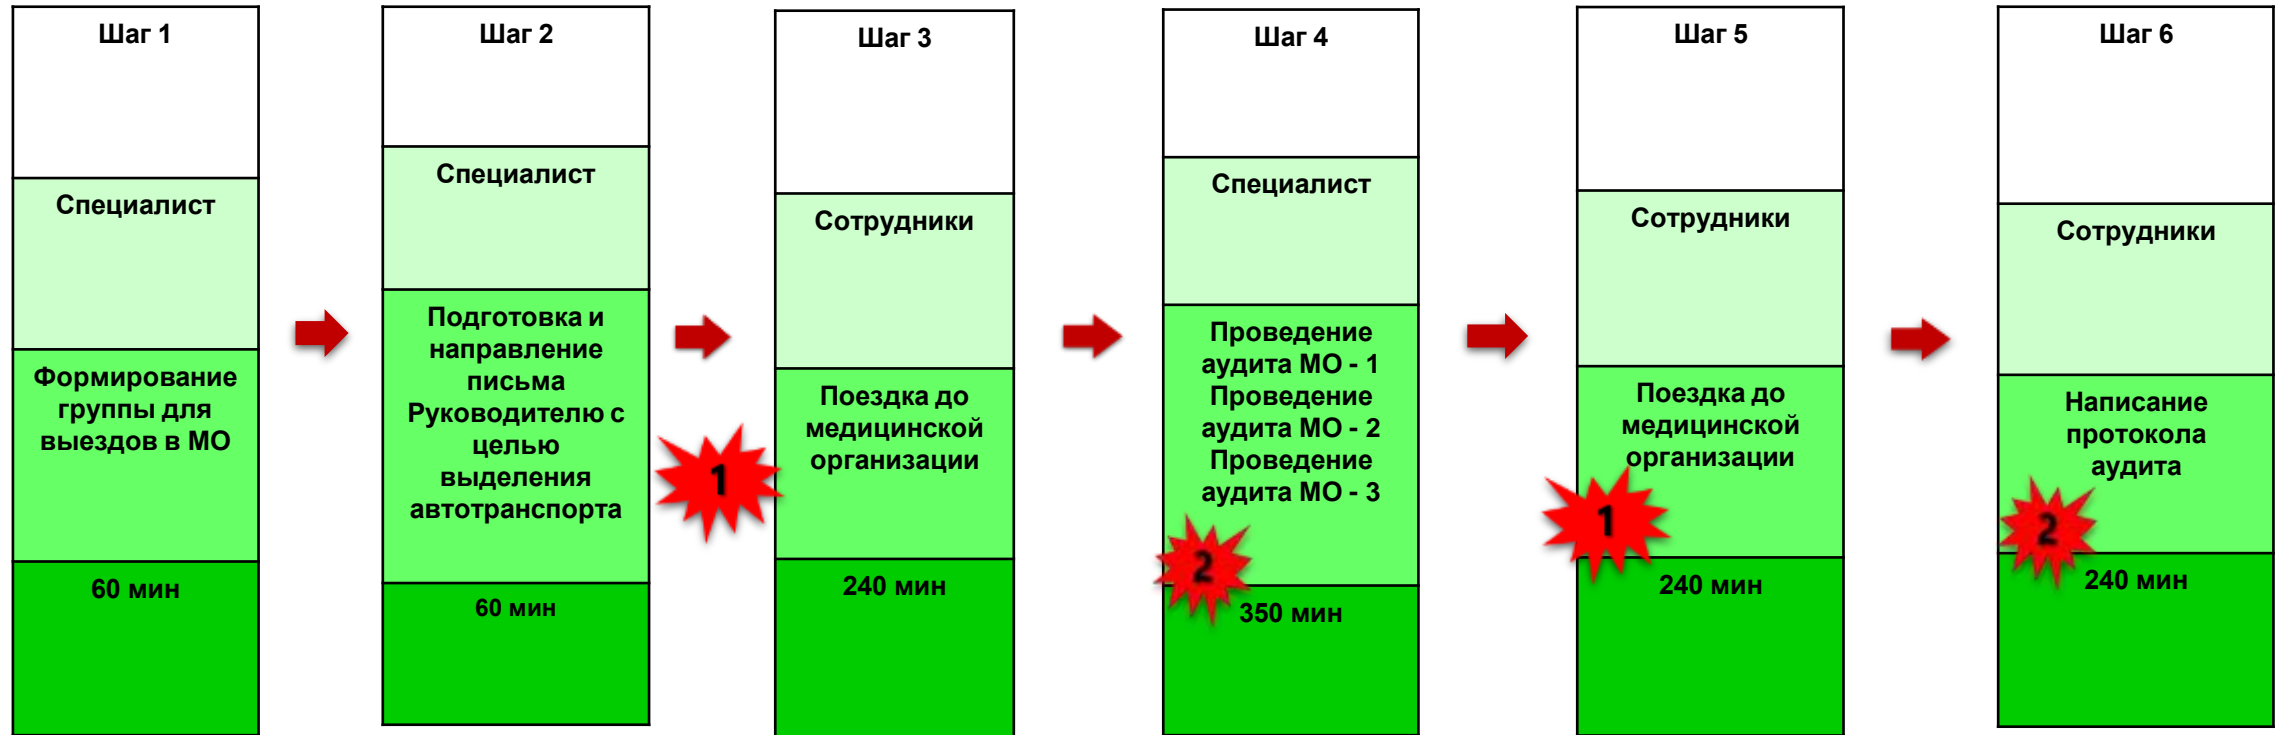 Шаг 1
Специалист
Формирование
группы для
выездов в МО
60 мин
Шаг 2
Специалист
Подготовка и
направление
письма
Руководителю с
целью
выделения
автотранспорта
60 мин
1
Шаг 3
Сотрудники
Поездка до
медицинской
организации
240 мин
Шаг 4
Специалист
Проведение
аудита МО - 1
Проведение
аудита МО - 2
Проведение
аудита МО - 3
2
350 мин
Шаг 5
Сотрудники
Поездка до
медицинской
организации
1
240 мин
Шаг 6
Сотрудники
Написание
протокола
аудита
2
240 мин